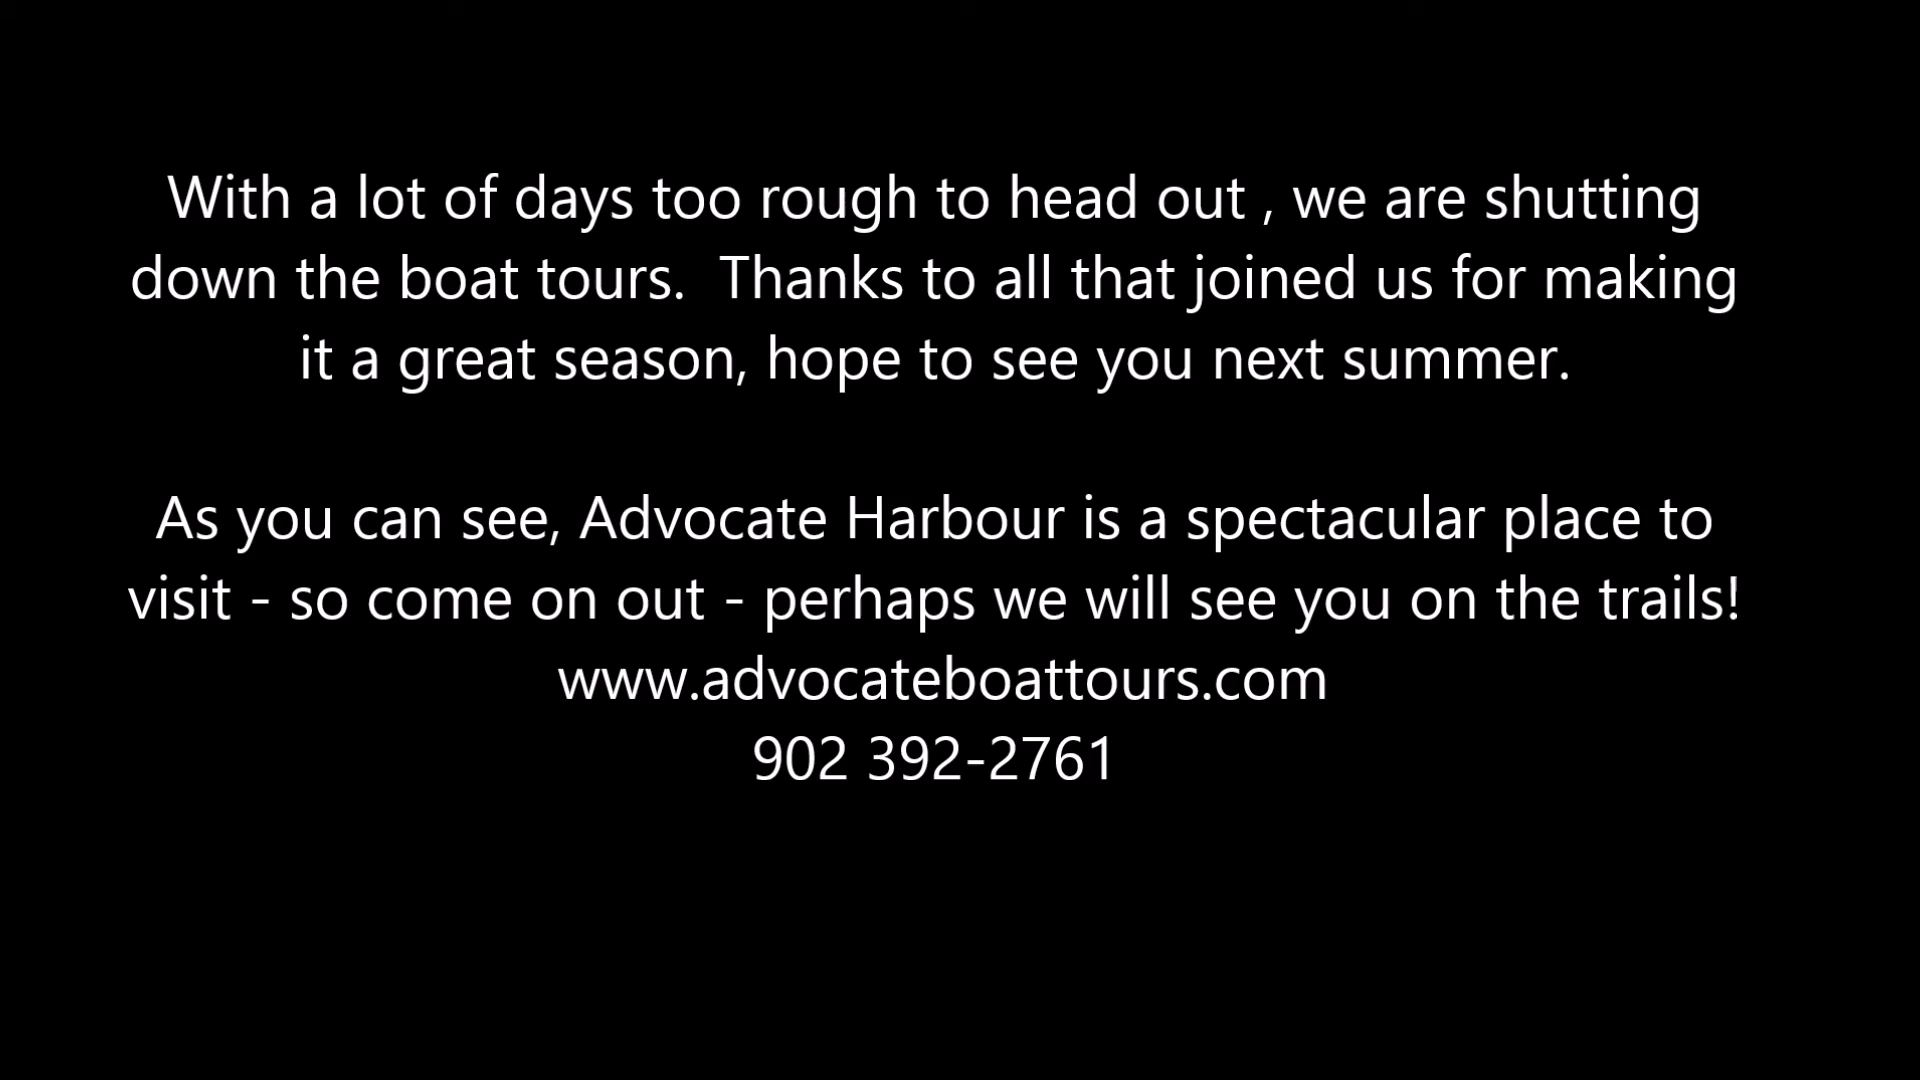 With a lot of days too rough to head out , we are shutting
down the boat tours.  Thanks to all that joined us for making
it a great season, hope to see you next summer.
As you can see, Advocate Harbour is a spectacular place to
visit - so come on out - perhaps we will see you on the trails!
www.advocateboattours.com
902 392-2761